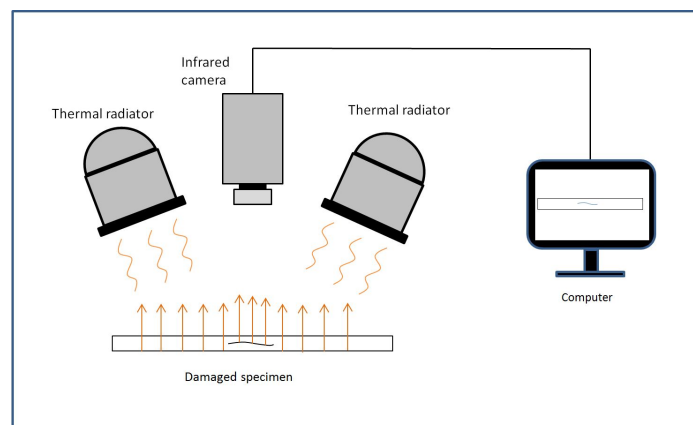 Infrared
camera
Thermal radiator
Thermal radiator
Computer
Damaged specimen